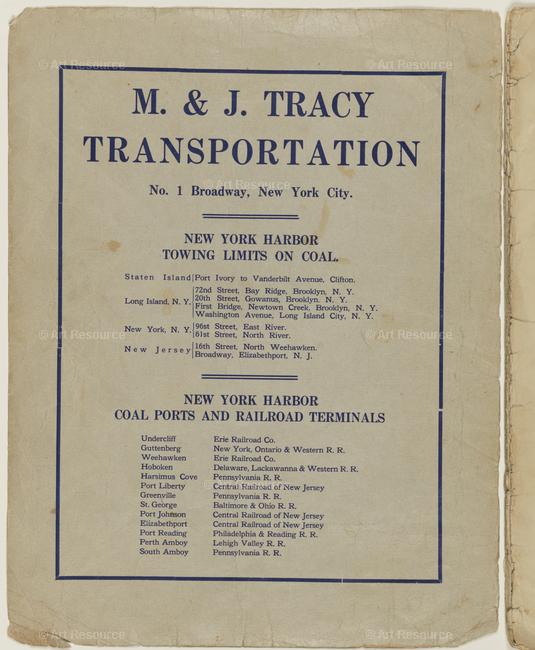 © Art Resource
© Art Resource
M. & J. TRACY
TRANSPORTATION
© Art Resource
No. 1 Broadway, New York City.
NEW YORK HARBOR
TOWING LIMITS ON COAL.
Staten Island Port Ivory to Vanderbilt Avenue, Clifton.
72nd Street, Bay Ridge, Brooklyn, N. Y.
Long Island, N. Y. 20th Street, Gowanus, Brooklyn, N. Y.
First Bridge, Newtown Creek, Brooklyn, N. Y.
Washington Avenue, Long Island City, N. Y.
New York, N. Y. 96st Street, East River.
61st Street, North River.
© Art Resource
© Art Resource
New Jersey 16th Street, North Weehawken.
Broadway, Elizabethport, N. J.
NEW YORK HARBOR
COAL PORTS AND RAILROAD TERMINALS
Undercliff Erie Railroad Co.
Guttenberg New York, Ontario & Western R. R.
Weehawken Erie Railroad Co.
Hoboken Delaware, Lackawanna & Western R. R.
Harsimus Cove Pennsylvania R. R.
Port Liberty Central Railroad of New Jersey
© Art Resource
Greenville Pennsylvania R. R.
St. George Baltimore & Ohio R. R.
Port Johnson Central Railroad of New Jersey
Elizabethport Central Railroad of New Jersey
Port Reading Philadelphia & Reading R. R.
Perth Amboy Lehigh Valley R. R.
South Amboy Pennsylvania R. R.
© Art Resource
© Art Resource